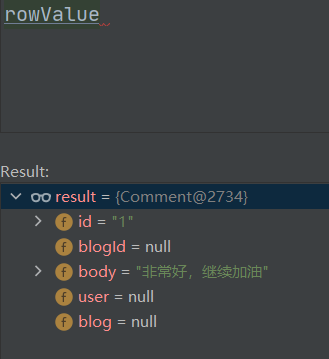 rowValue
Result:
result = {Comment@2734}
f id = "1"
f blogId = null
f body = "非常好，继续加油"
f user = null
f blog = null